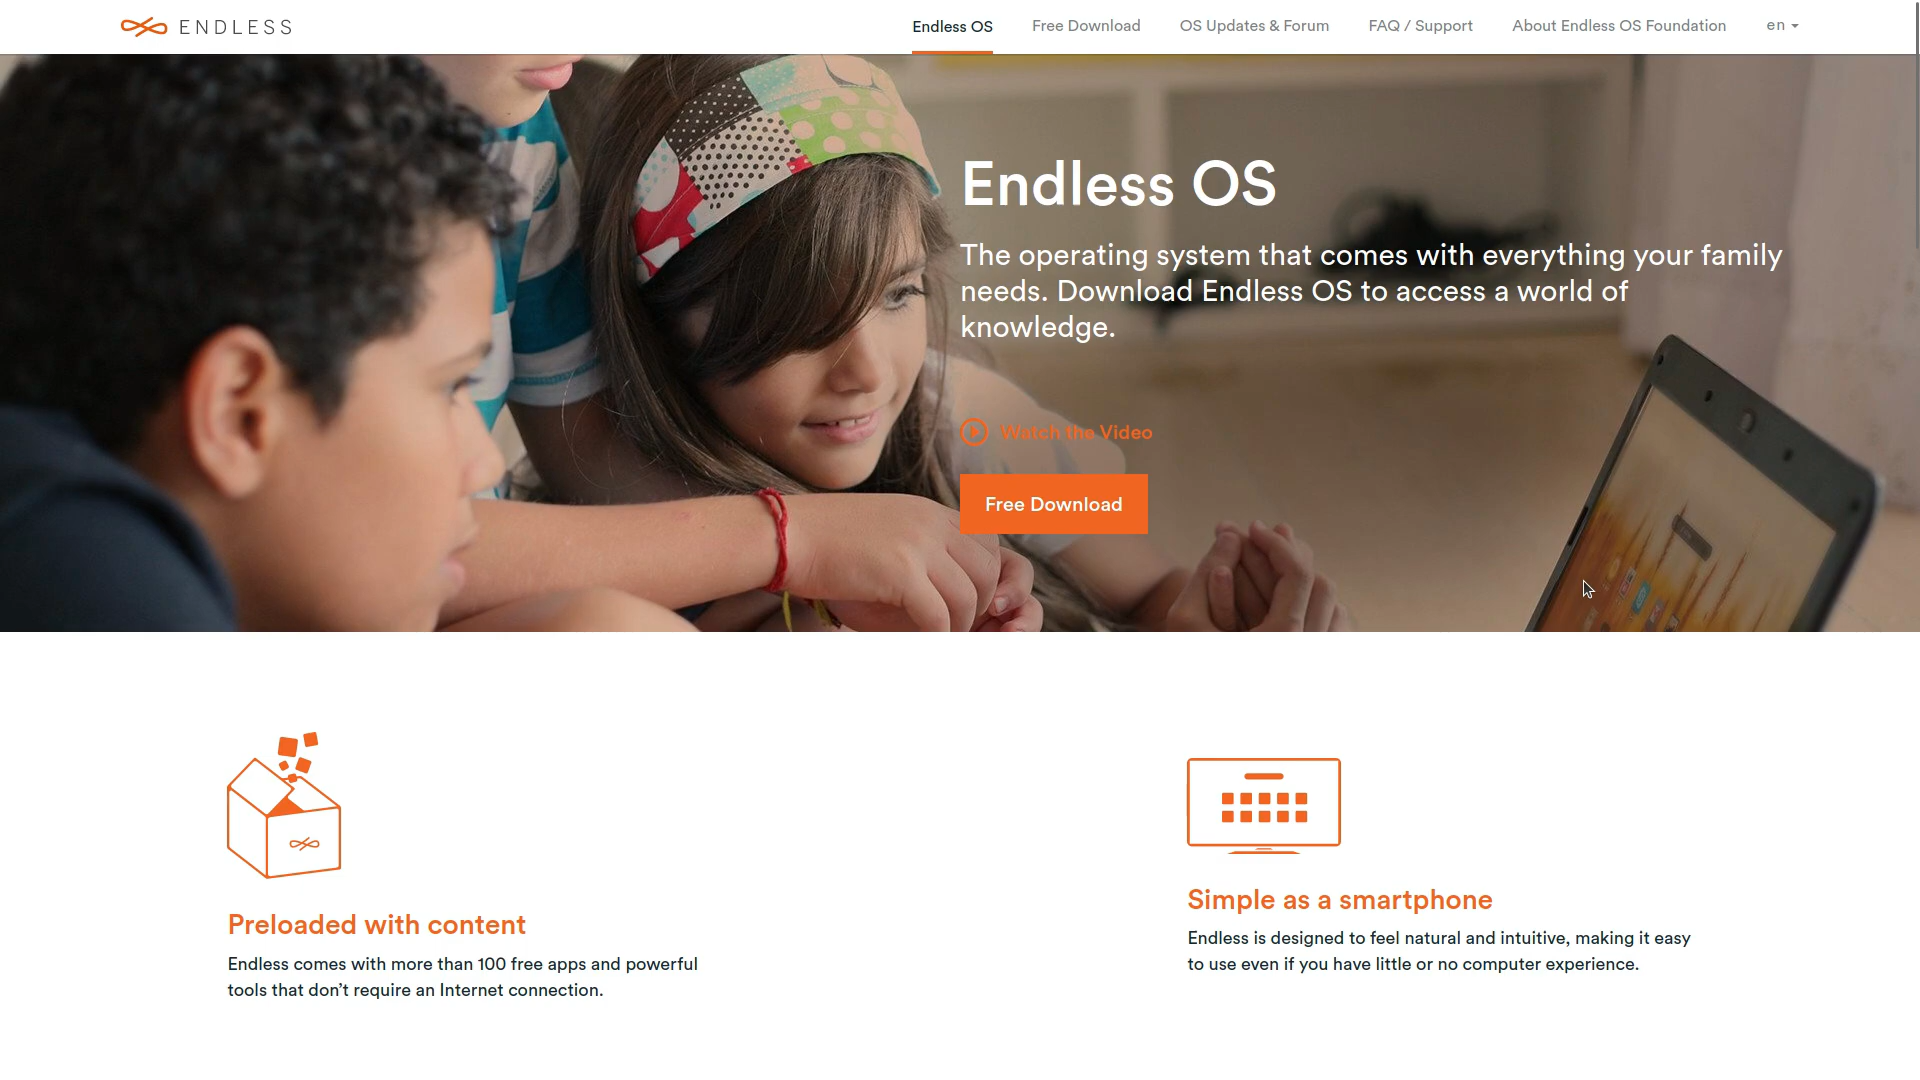 ENDLESS
Endless OS
Free Download
OS Updates & Forum
FAQ / Support
About Endless OS Foundation
en
Endless OS
The operating system that comes with everything your family
needs. Download Endless OS to access a world of
knowledge.
Watch the Video
Free Download
Preloaded with content
Endless comes with more than 100 free apps and powerful
tools that don’t require an Internet connection.
Simple as a smartphone
Endless is designed to feel natural and intuitive, making it easy
to use even if you have little or no computer experience.